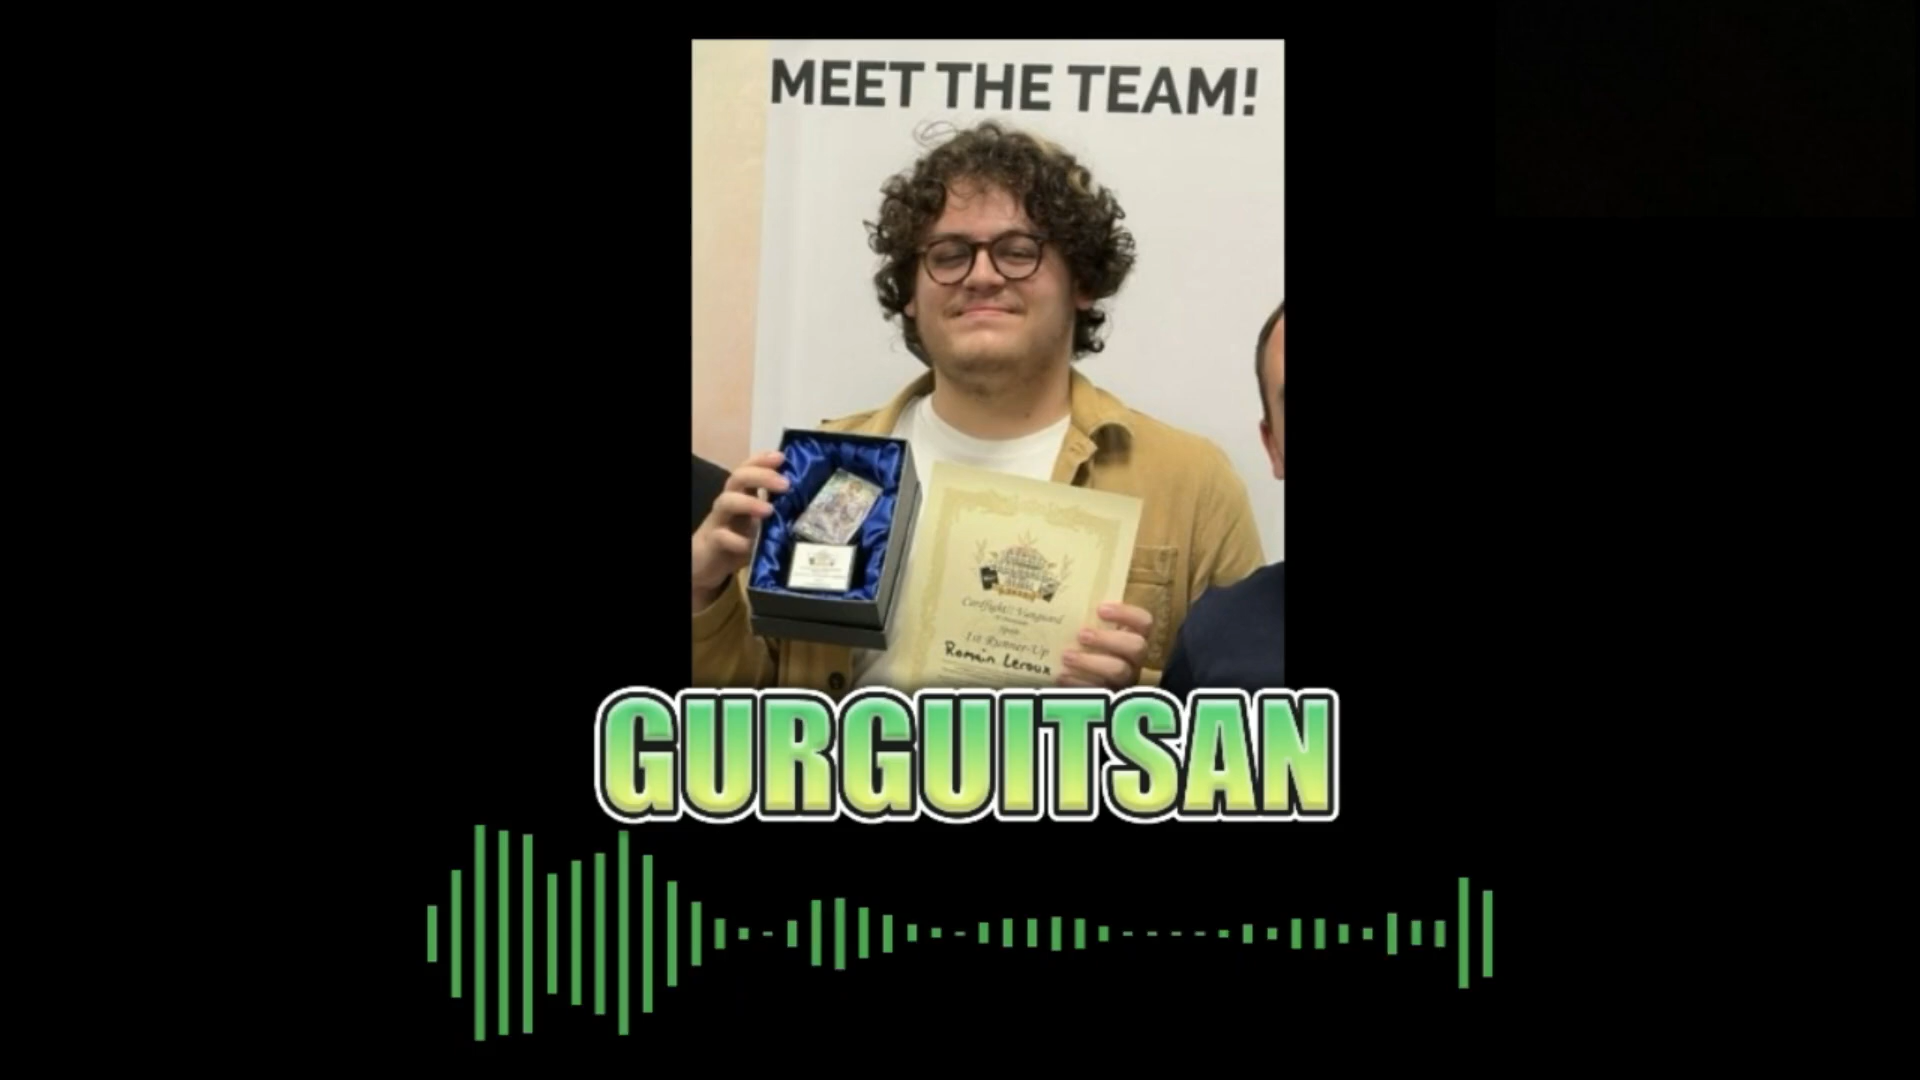 MEET THE TEAM!
Cardfight!! Vanguard
1st Runner-Up
Romain Leroux
GURGUITSAN